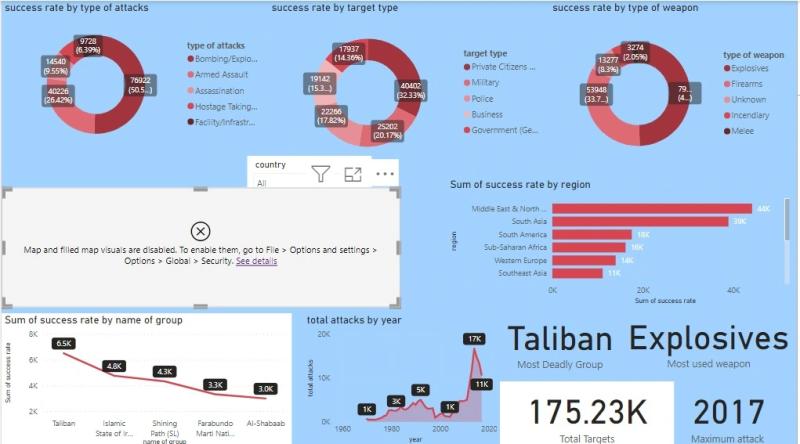 success rate by type of attacks
9728
(6.39%)
14540
(9.55%)
40226
(26.42%)
76922
(50.5...)
type of attacks
Bombing/Explo...
Armed Assault
Assassination
Hostage Taking...
Facility/Infrastr...
success rate by target type
17937
(14.36%)
19142
(15.3...)
22266
(17.82%)
25202
(20.17%)
40402
(32.33%)
target type
Private Citizens ...
Military
Police
Business
Government (Ge...
success rate by type of weapon
3274
(2.05%)
13277
(8.3%)
53948
(33.7...)
79...
(4...)
type of weapon
Explosives
Firearms
Unknown
Incendiary
Melee
country
All
Map and filled map visuals are disabled. To enable them, go to File > Options and settings >
Options > Global > Security. See details
Sum of success rate by region
region
Middle East & North ...
44K
South Asia
39K
South America
18K
Sub-Saharan Africa
16K
Western Europe
14K
Southeast Asia
11K
0K 20K 40K
Sum of success rate
Sum of success rate by name of group
Sum of success rate
8K
6K
4K
2K
6.5K
4.8K
4.3K
3.3K
3.0K
Taliban
Islamic
State of Ir...
Shining
Path (SL)
Farabundo
Marti Nati...
Al-Shabaab
name of group
total attacks by year
total attacks
20K
10K
0K
1K
3K
5K
1K
17K
11K
1960 1980 2000 2020
year
Taliban
Most Deadly Group
Explosives
Most used weapon
175.23K
Total Targets
2017
Maximum attack